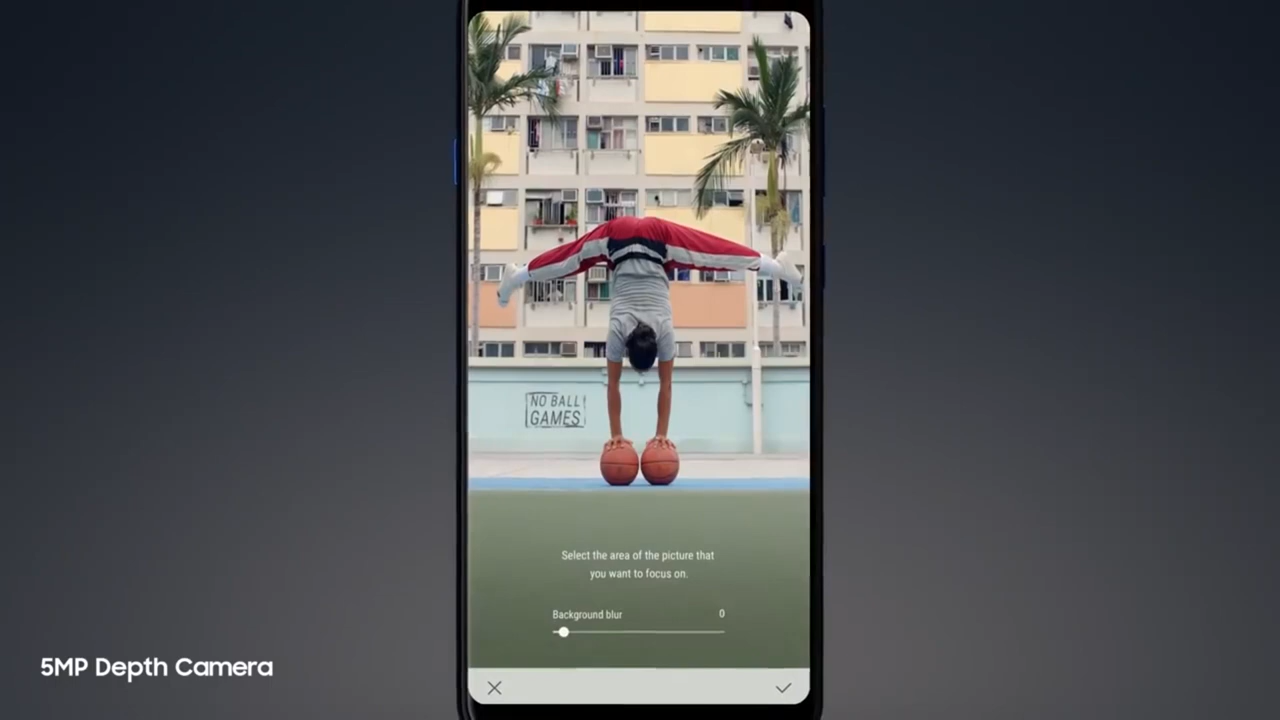 NO BALL
GAMES
Select the area of the picture that
you want to focus on.
Background blur 0
5MP Depth Camera